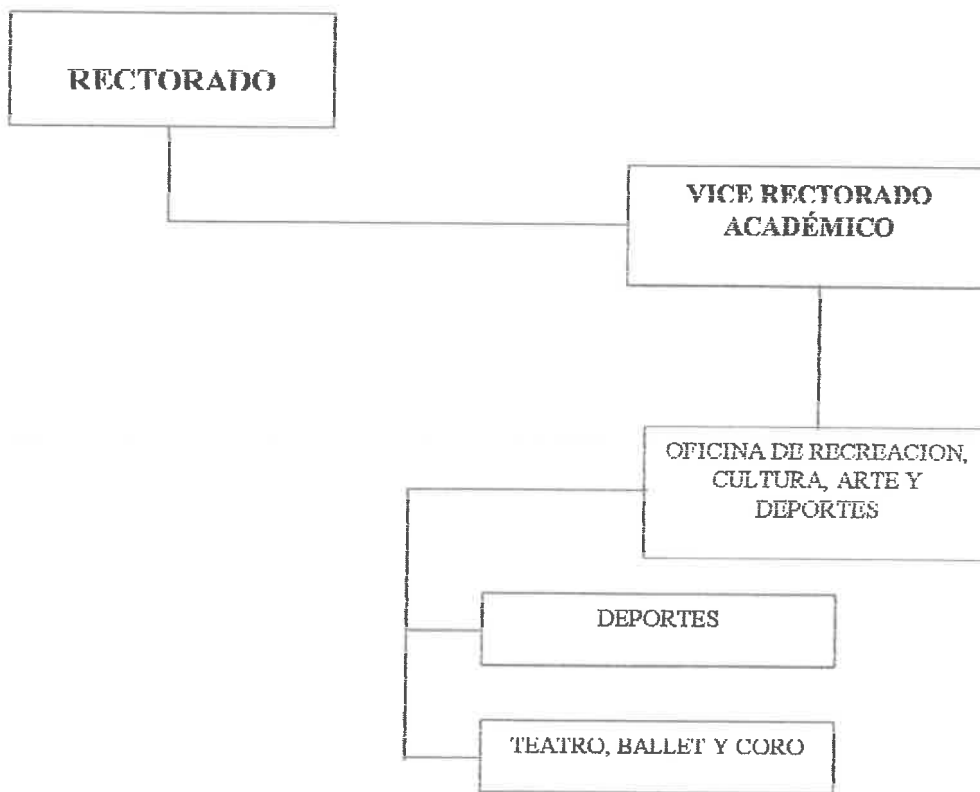 RECTORADO
VICE RECTORADO
ACADÉMICO
OFICINA DE RECREACION,
CULTURA, ARTE Y
DEPORTES
DEPORTES
TEATRO, BALLET Y CORO